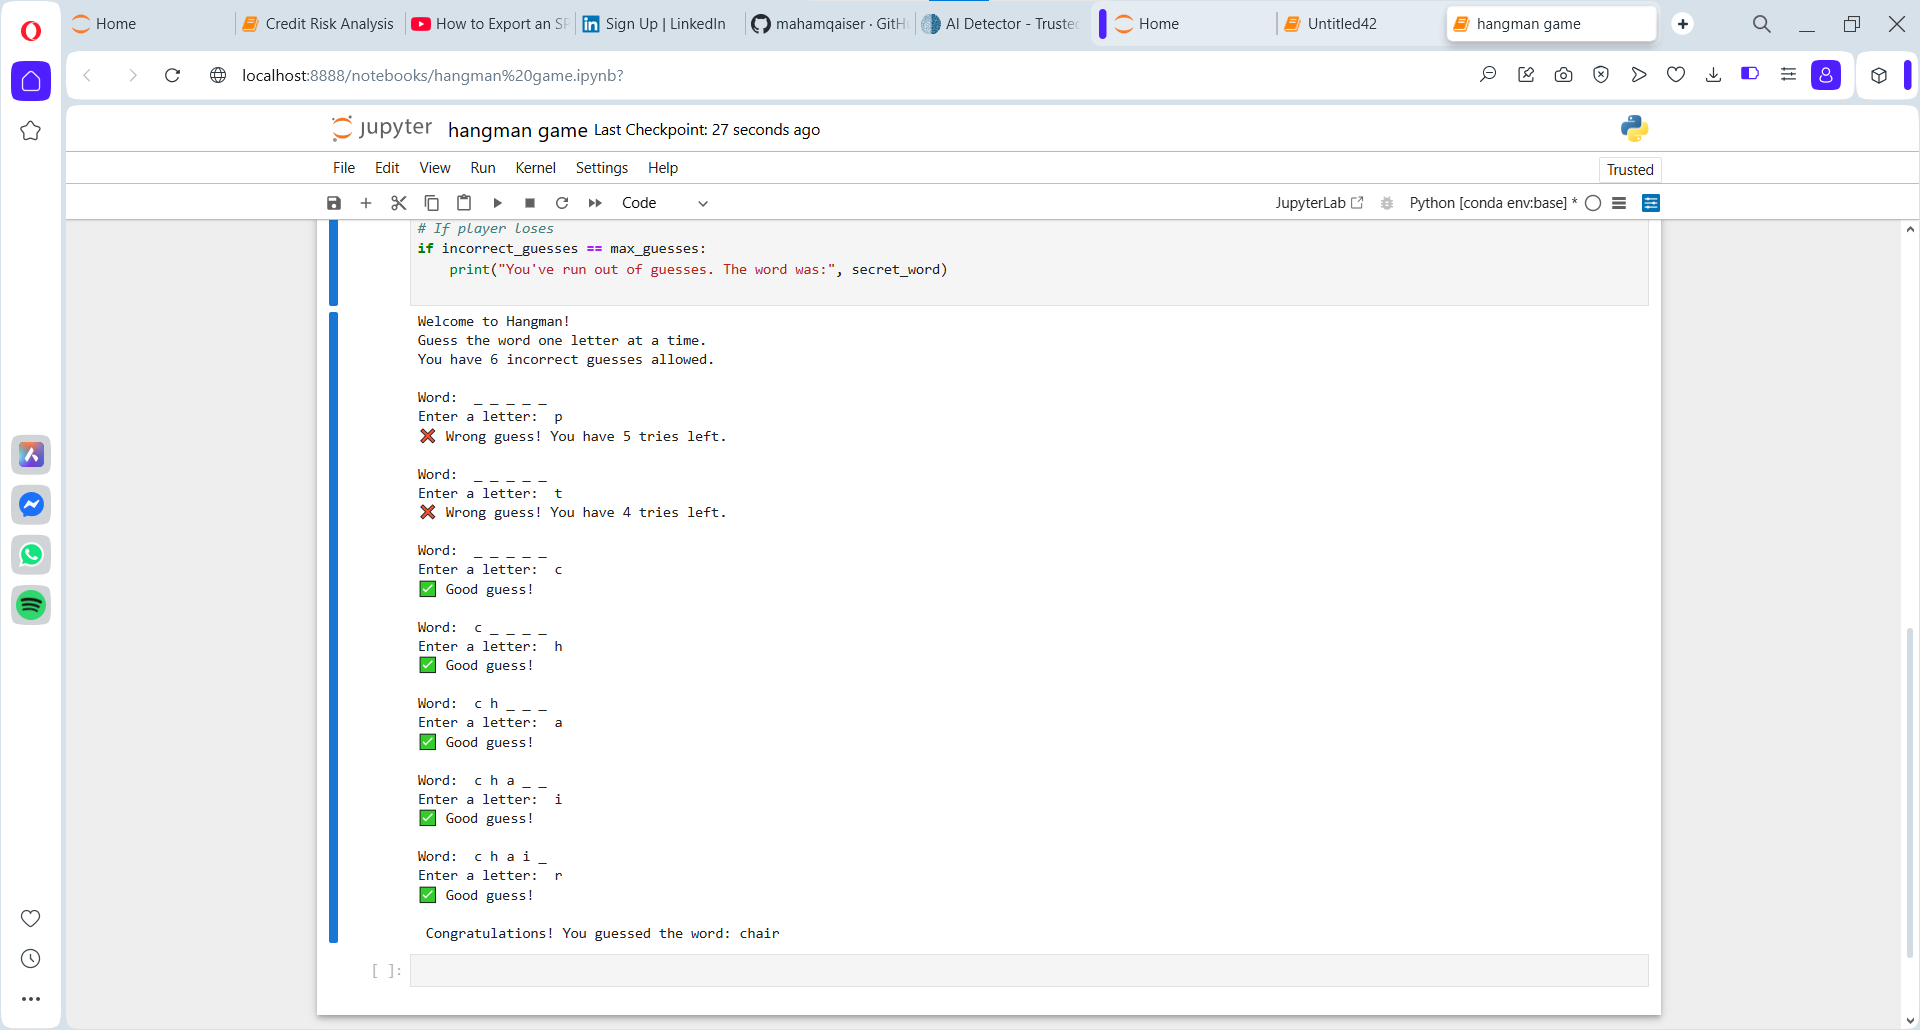 Home
Credit Risk Analysis
How to Export an SP
Sign Up | LinkedIn
mahamqaiser · GitH
AI Detector - Truste
Home
Untitled42
hangman game
localhost:8888/notebooks/hangman%20game.ipynb?
jupyter hangman game Last Checkpoint: 27 seconds ago
File Edit View Run Kernel Settings Help
Trusted
Code
JupyterLab
Python [conda env:base] *
# If player loses
if incorrect_guesses == max_guesses:
    print("You've run out of guesses. The word was:", secret_word)
Welcome to Hangman!
Guess the word one letter at a time.
You have 6 incorrect guesses allowed.
Word:  _ _ _ _ _
Enter a letter:  p
❌ Wrong guess! You have 5 tries left.
Word:  _ _ _ _ _
Enter a letter:  t
❌ Wrong guess! You have 4 tries left.
Word:  _ _ _ _ _
Enter a letter:  c
✅ Good guess!
Word:  c _ _ _ _
Enter a letter:  h
✅ Good guess!
Word:  c h _ _ _
Enter a letter:  a
✅ Good guess!
Word:  c h a _ _
Enter a letter:  i
✅ Good guess!
Word:  c h a i _
Enter a letter:  r
✅ Good guess!
Congratulations! You guessed the word: chair
[ ]: